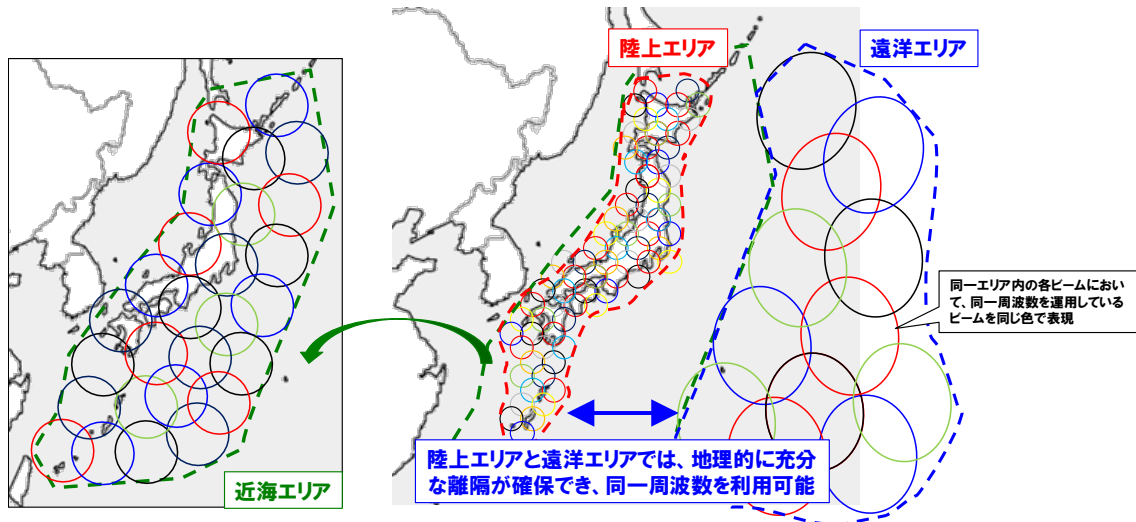 陸上エリア
遠洋エリア
同一エリア内の各ビームにおい
て、同一周波数を運用している
ビームを同じ色で表現
近海エリア
陸上エリアと遠洋エリアでは、地理的に充分
な離隔が確保でき、同一周波数を利用可能